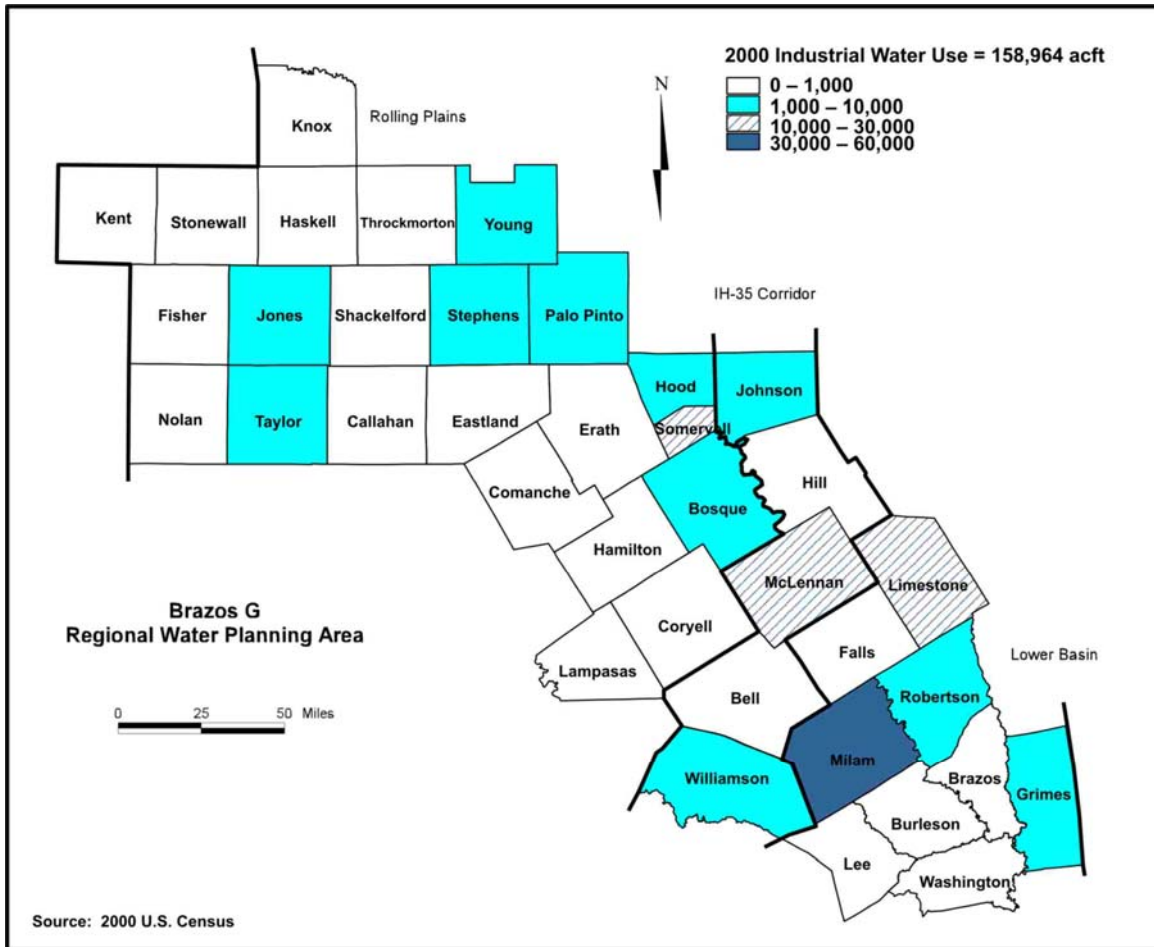 2000 Industrial Water Use = 158,964 acft
0 – 1,000
1,000 – 10,000
10,000 – 30,000
30,000 – 60,000
N
Knox
Rolling Plains
Kent
Stonewall
Haskell
Throckmorton
Young
IH-35 Corridor
Fisher
Jones
Shackelford
Stephens
Palo Pinto
Hood
Johnson
Nolan
Taylor
Callahan
Eastland
Erath
Somervell
Comanche
Bosque
Hill
Hamilton
McLennan
Limestone
Brazos G
Regional Water Planning Area
Coryell
Falls
Lower Basin
Lampasas
Bell
Robertson
0 25 50 Miles
Milam
Williamson
Brazos
Grimes
Burleson
Lee
Washington
Source: 2000 U.S. Census